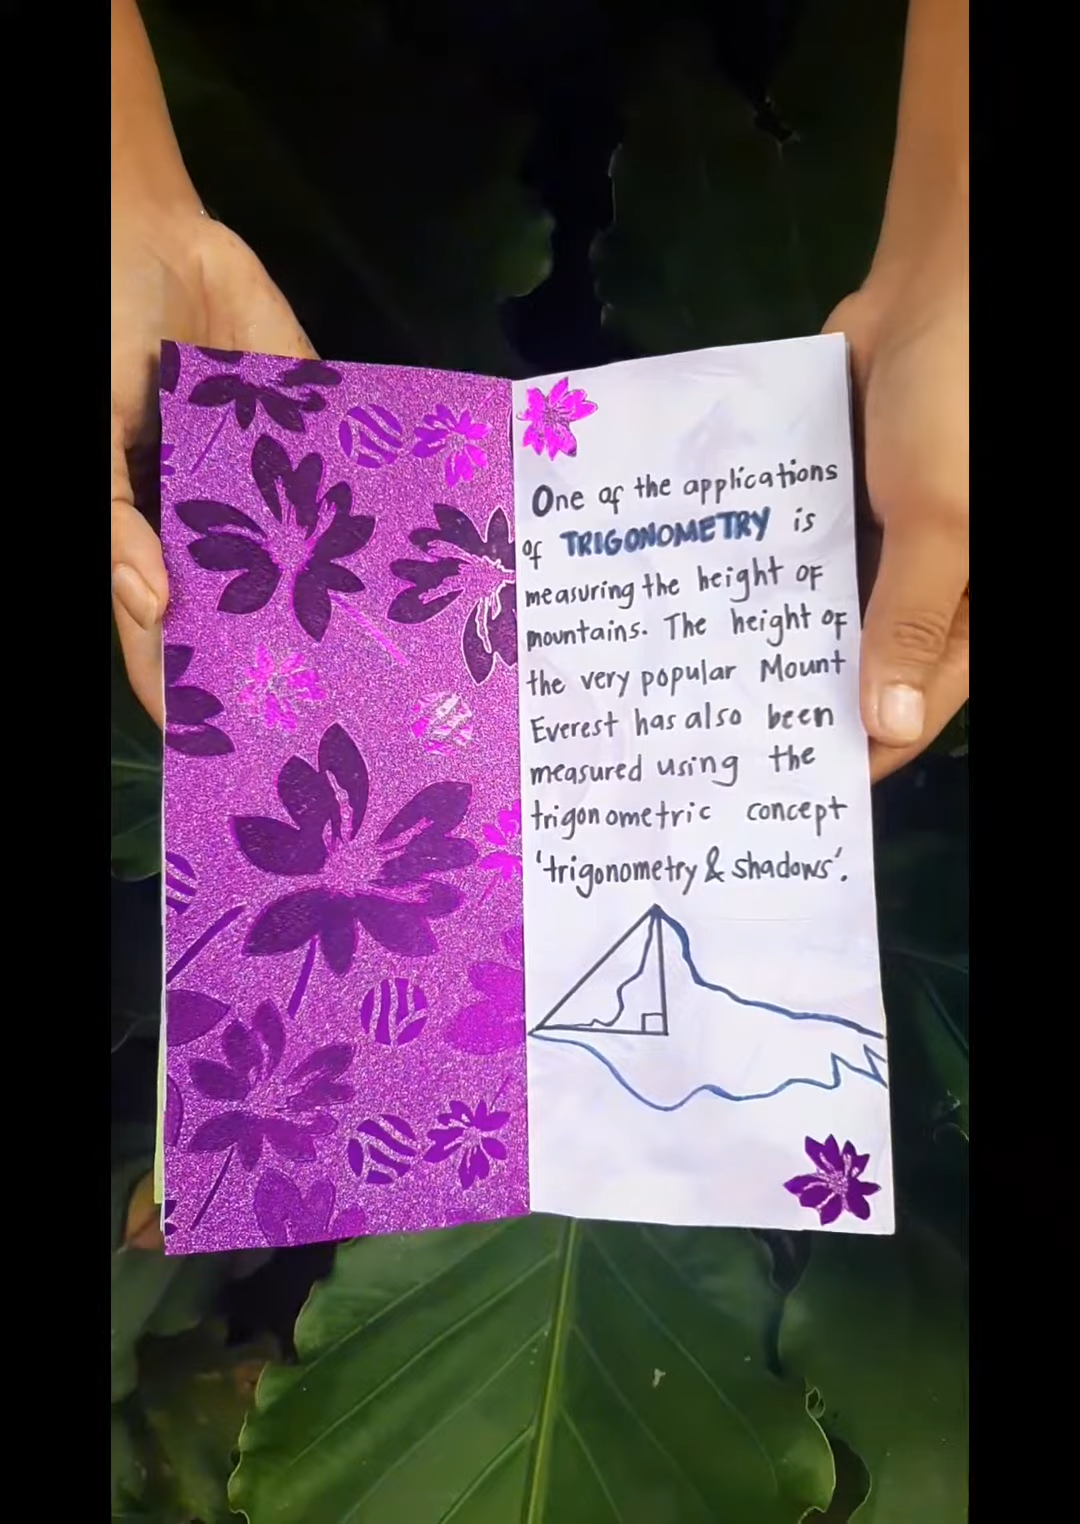 One of the applications
of TRIGONOMETRY is
measuring the height of
mountains. The height of
the very popular Mount
Everest has also been
measured using the
trigonometric concept
'trigonometry & shadows'.